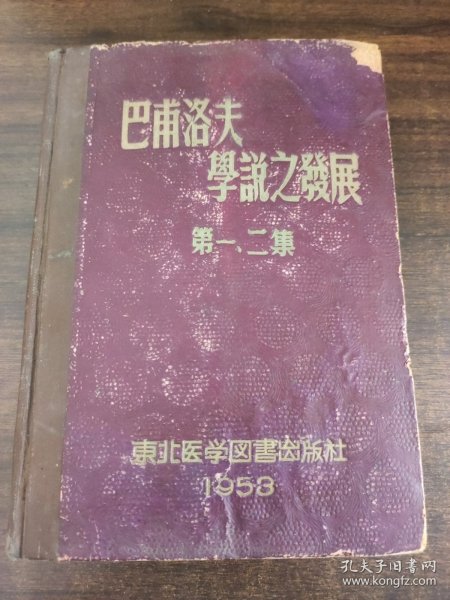 巴甫洛夫
學説之發展
第一、二集
東北医学図書出版社
1953
孔夫子旧书网
www.kongfz.com